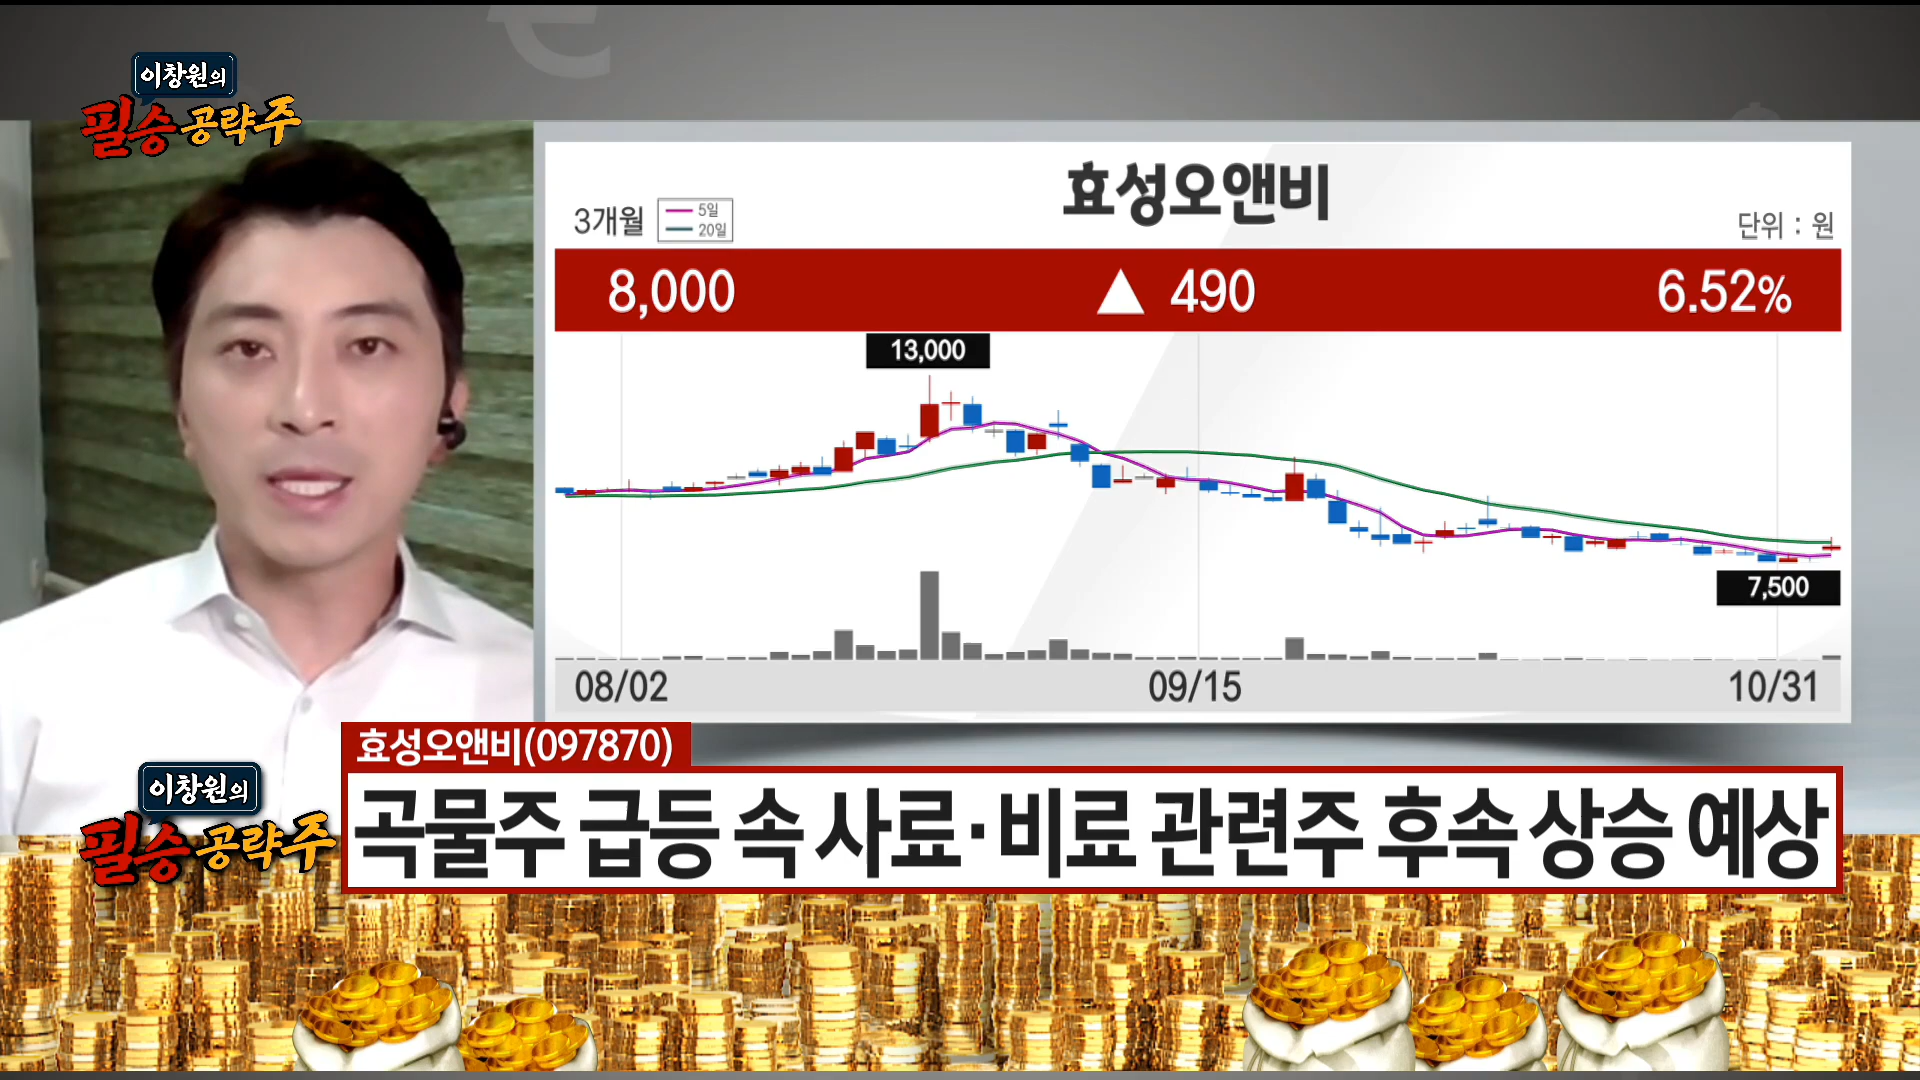 이창원의
필승 공략주
효성오앤비
3개월
5일
20일
단위 : 원
8,000 ▲ 490 6.52%
13,000
7,500
08/02 09/15 10/31
효성오앤비(097870)
이창원의
필승 공략주
곡물주 급등 속 사료·비료 관련주 후속 상승 예상